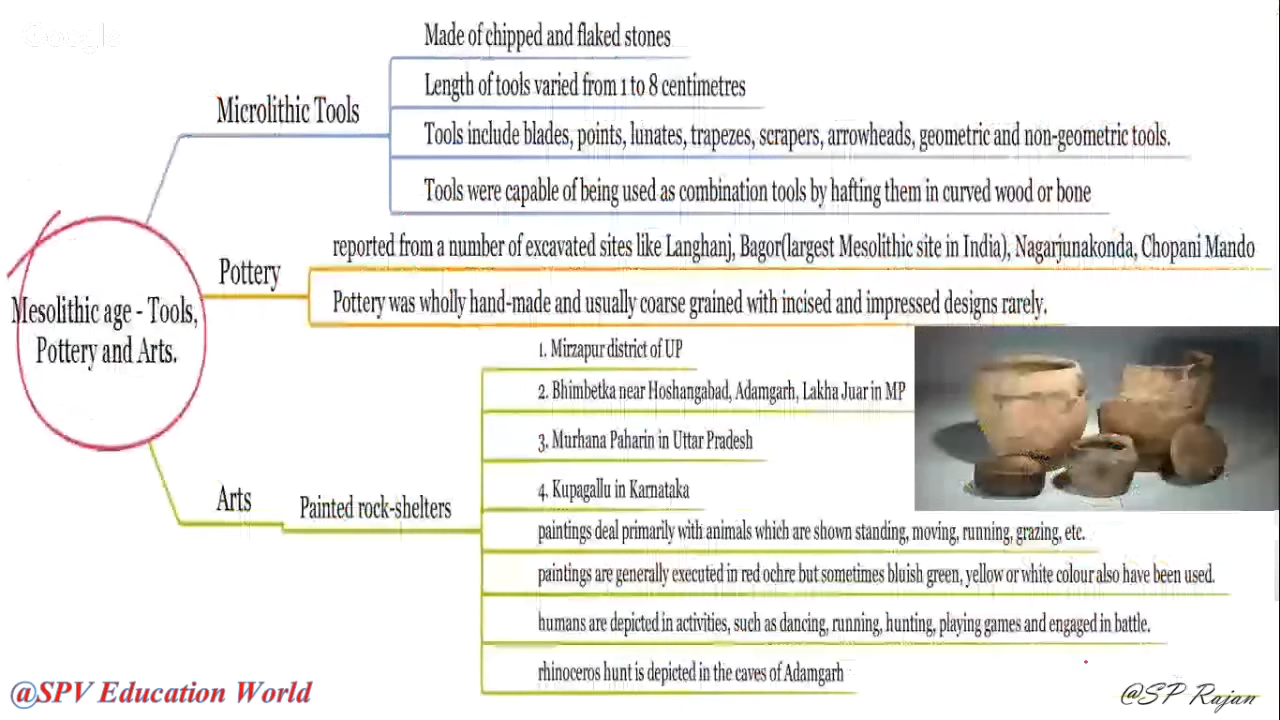 Google
Made of chipped and flaked stones
Length of tools varied from 1 to 8 centimetres
Microlithic Tools
Tools include blades, points, lunates, trapezes, scrapers, arrowheads, geometric and non-geometric tools.
Tools were capable of being used as combination tools by hafting them in curved wood or bone
reported from a number of excavated sites like Langhanj, Bagor(largest Mesolithic site in India), Nagarjunakonda, Chopani Mando
Pottery
Pottery was wholly hand-made and usually coarse grained with incised and impressed designs rarely.
Mesolithic age - Tools,
Pottery and Arts.
1. Mirzapur district of UP
2. Bhimbetka near Hoshangabad, Adamgarh, Lakha Juar in MP
3. Murhana Paharin in Uttar Pradesh
4. Kupagallu in Karnataka
Arts
Painted rock-shelters
paintings deal primarily with animals which are shown standing, moving, running, grazing, etc.
paintings are generally executed in red ochre but sometimes bluish green, yellow or white colour also have been used.
humans are depicted in activities, such as dancing, running, hunting, playing games and engaged in battle.
rhinoceros hunt is depicted in the caves of Adamgarh
@SPV Education World
@SP Rajan